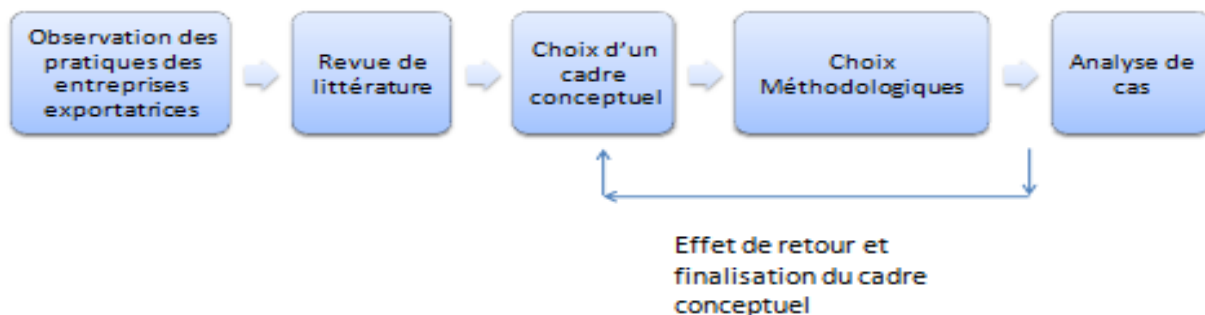 Observation des
pratiques des
entreprises
exportatrices
Revue de
littérature
Choix d'un
cadre
conceptuel
Choix
Méthodologiques
Analyse de
cas
Effet de retour et
finalisation du cadre
conceptuel